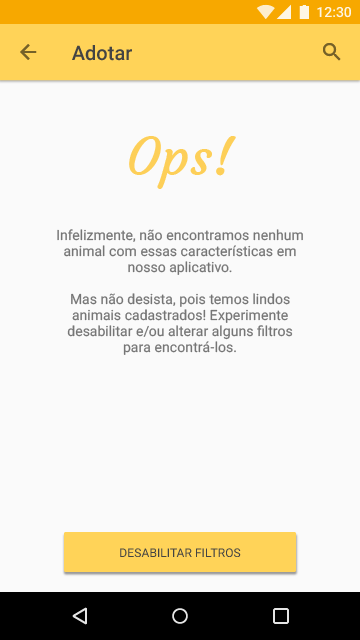 12:30
Adotar
Ops!
Infelizmente, não encontramos nenhum
animal com essas características em
nosso aplicativo.
Mas não desista, pois temos lindos
animais cadastrados! Experimente
desabilitar e/ou alterar alguns filtros
para encontrá-los.
DESABILITAR FILTROS